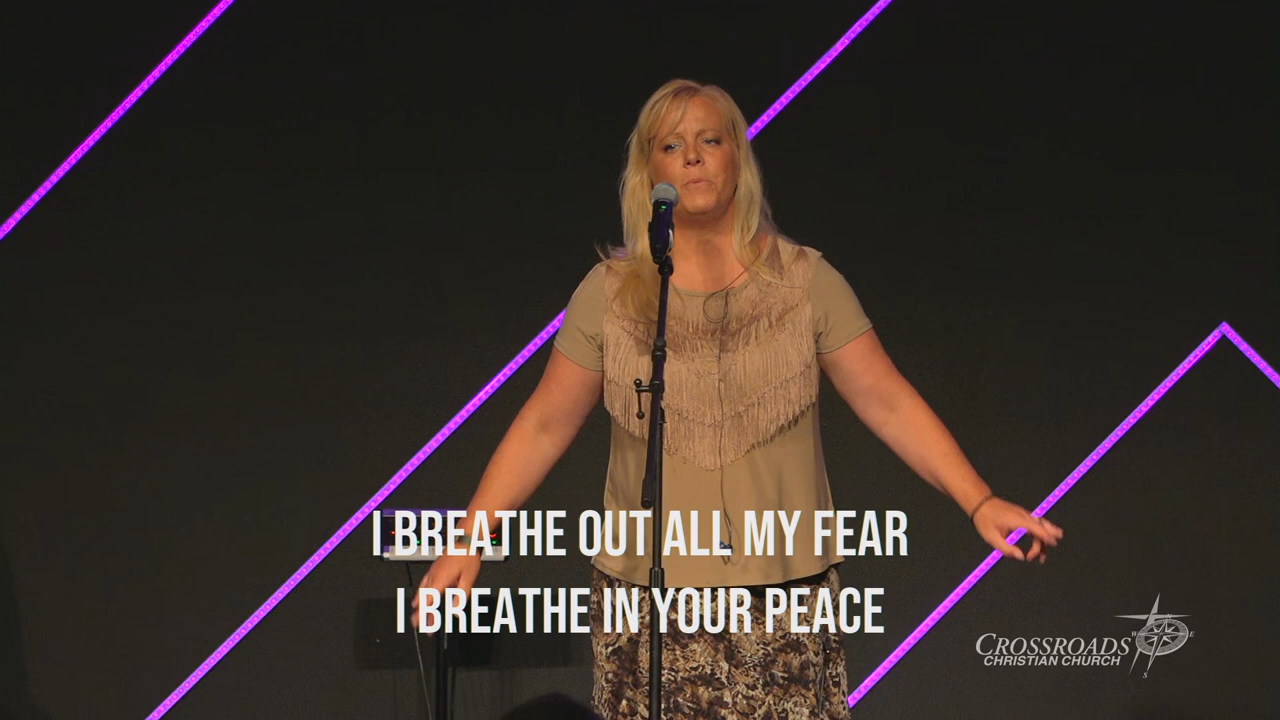 I BREATHE OUT ALL MY FEAR
I BREATHE IN YOUR PEACE
CROSSROADS
CHRISTIAN CHURCH
W E
S